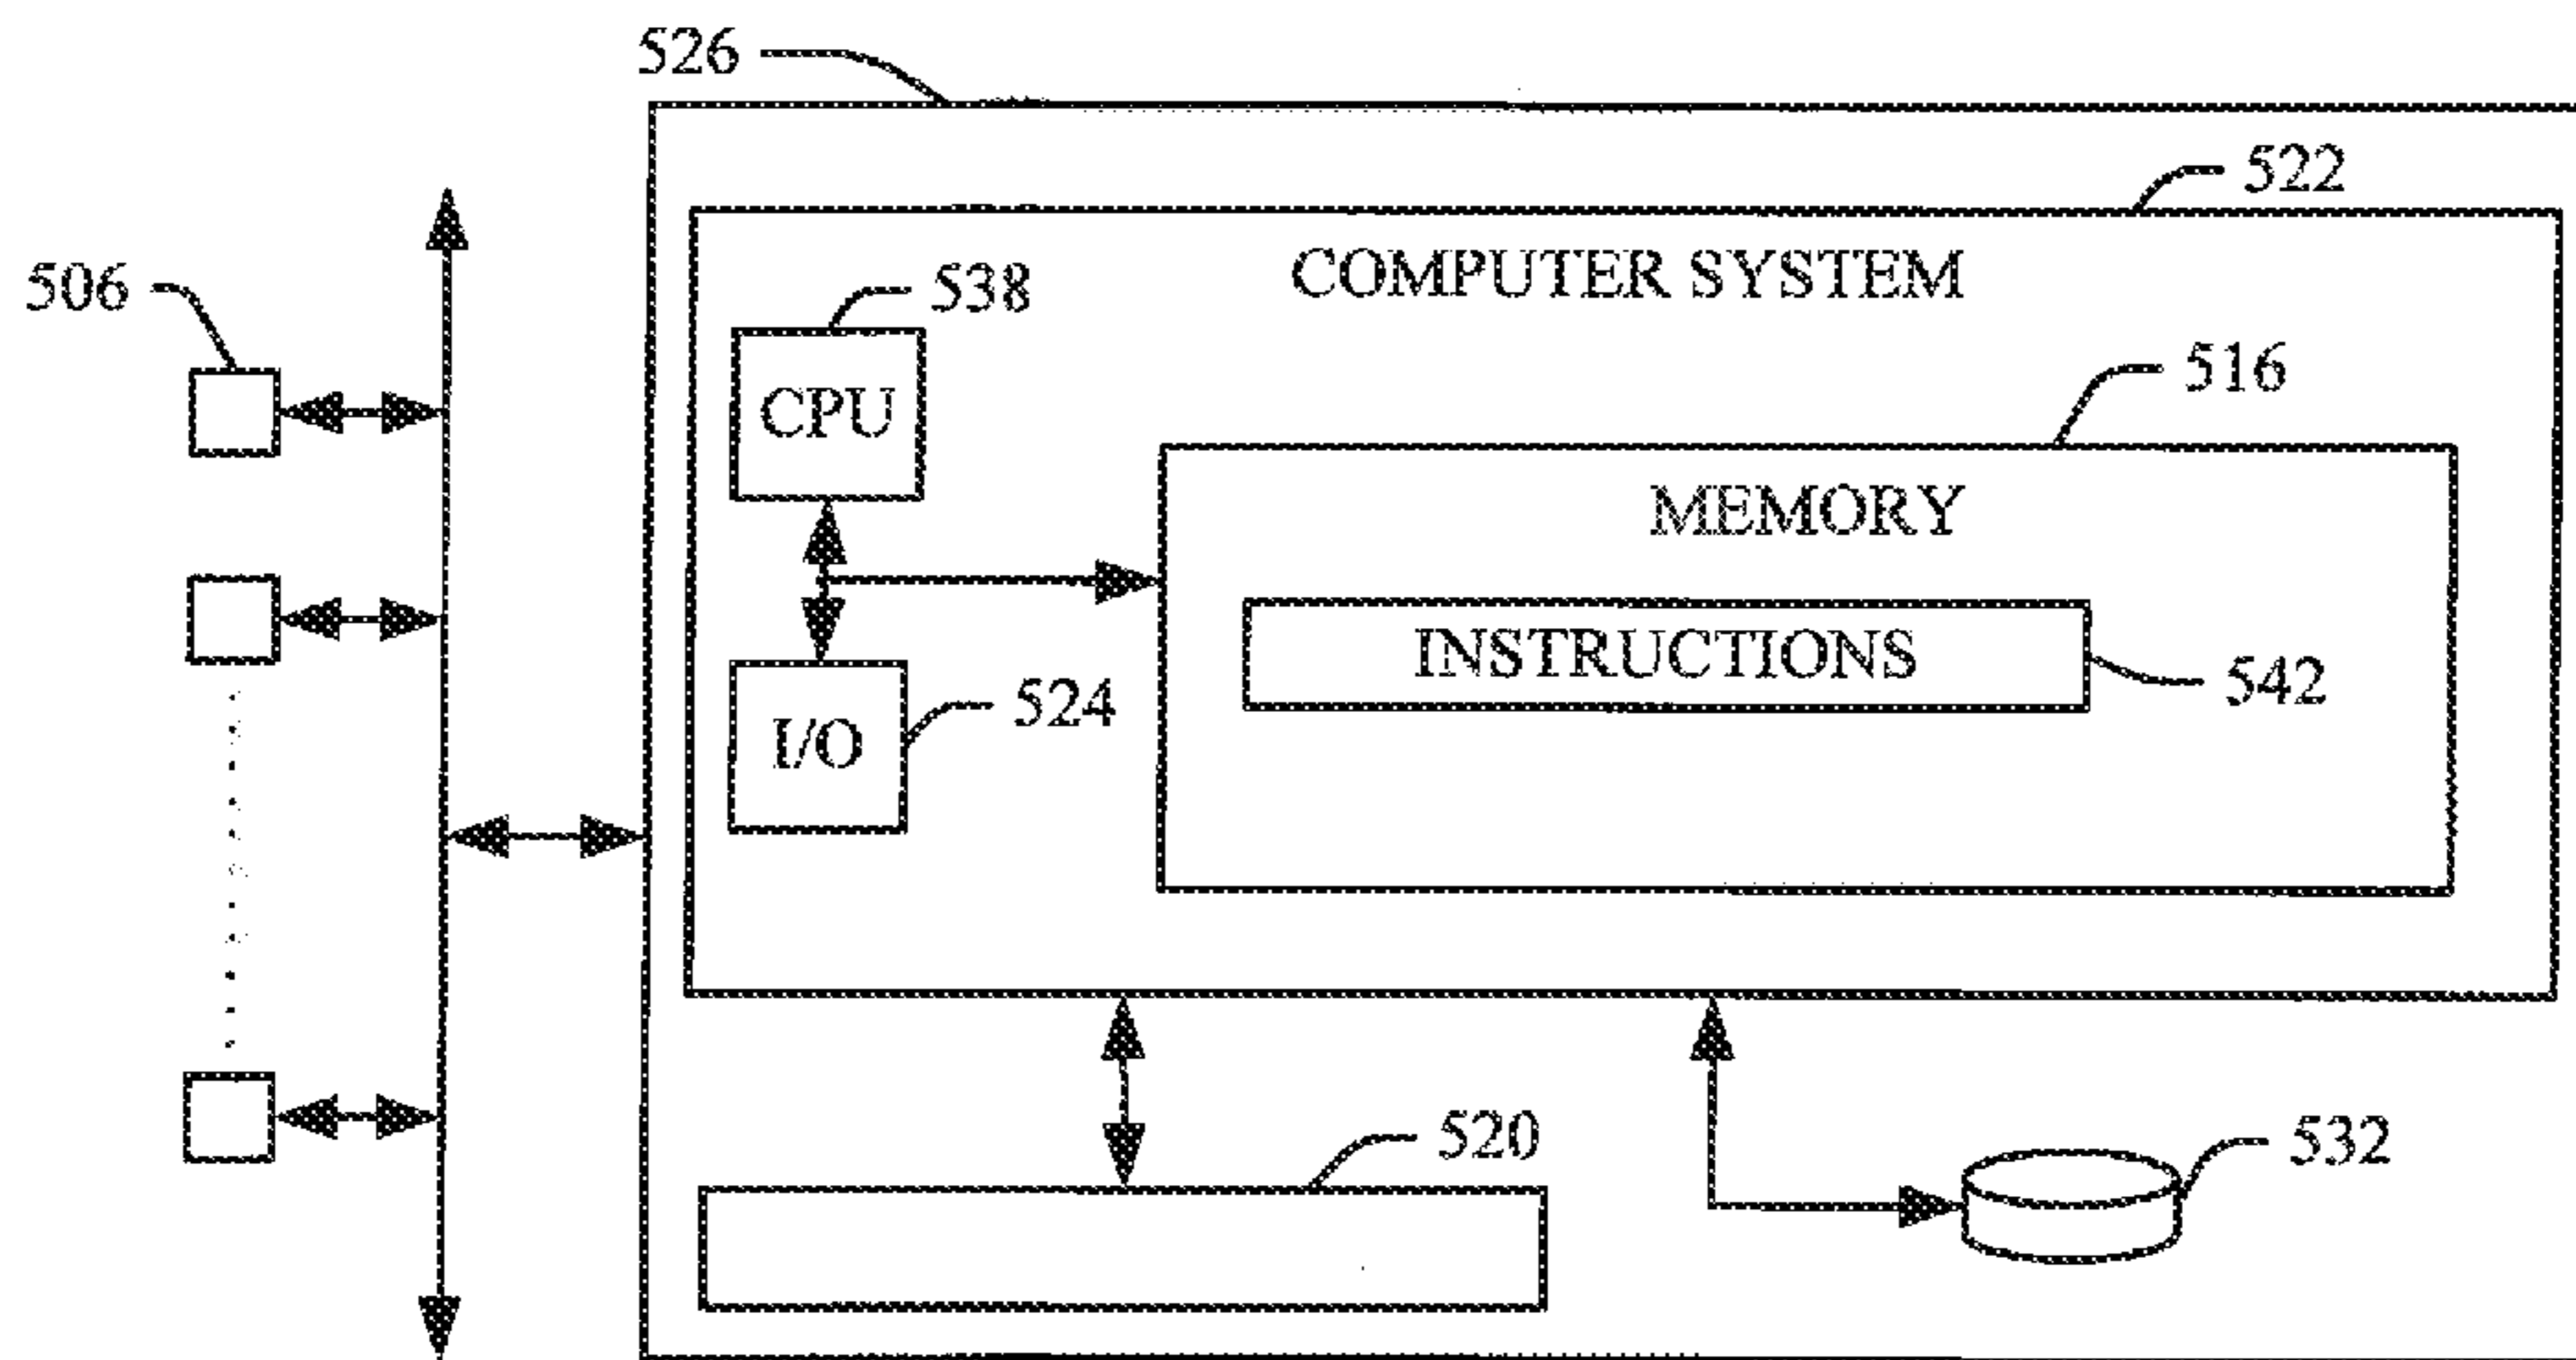 526
522
COMPUTER SYSTEM
506
538
516
CPU
MEMORY
INSTRUCTIONS
542
524
I/O
520
532